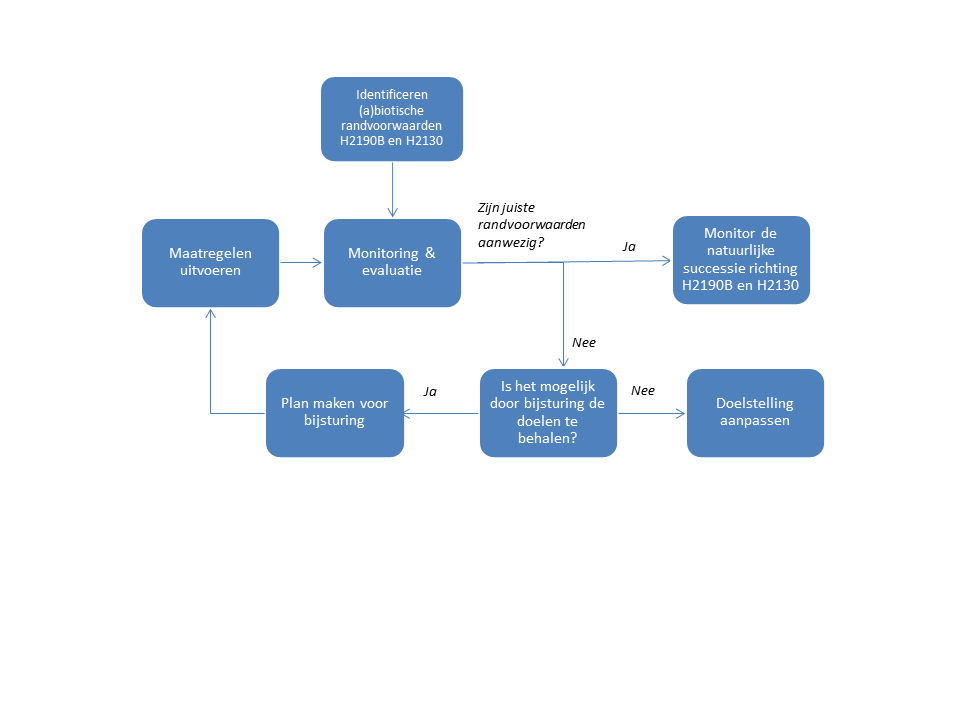 Identificeren
(a)biotische
randvoorwaarden
H2190B en H2130
Zijn juiste
randvoorwaarden
aanwezig?
Maatregelen
uitvoeren
Monitoring &
evaluatie
Ja
Monitor de
natuurlijke
successie richting
H2190B en H2130
Nee
Plan maken voor
bijsturing
Ja
Is het mogelijk
door bijsturing de
doelen te
behalen?
Nee
Doelstelling
aanpassen